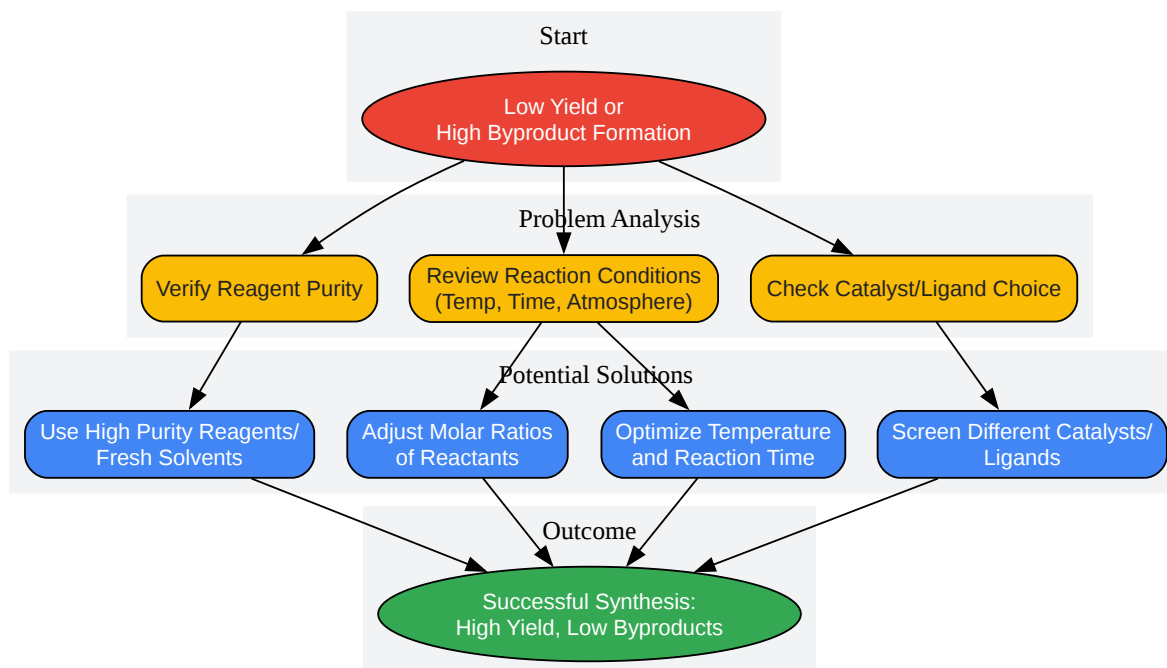 Start
Low Yield or
High Byproduct Formation
Problem Analysis
Verify Reagent Purity
Review Reaction Conditions
(Temp, Time, Atmosphere)
Check Catalyst/Ligand Choice
Potential Solutions
Use High Purity Reagents/
Fresh Solvents
Adjust Molar Ratios
of Reactants
Optimize Temperature
and Reaction Time
Screen Different Catalysts/
Ligands
Outcome
Successful Synthesis:
High Yield, Low Byproducts